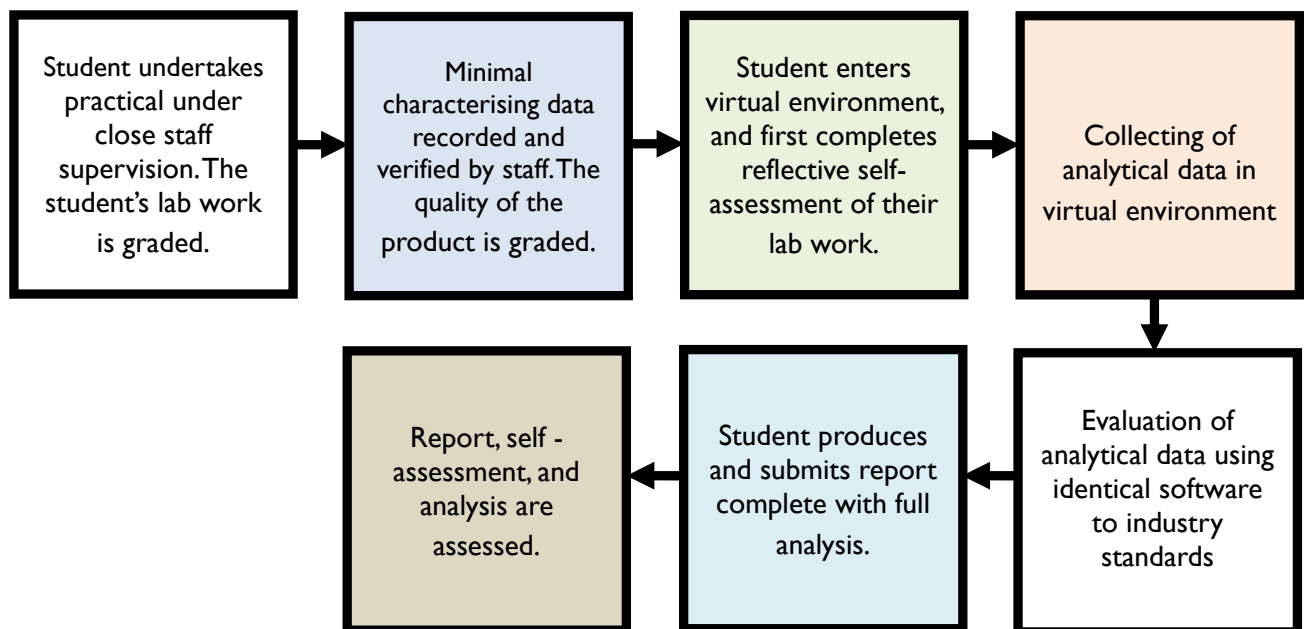 Student undertakes
practical under
close staff
supervision. The
student’s lab work
is graded.
Minimal
characterising data
recorded and
verified by staff. The
quality of the
product is graded.
Student enters
virtual environment,
and first completes
reflective self-
assessment of their
lab work.
Collecting of
analytical data in
virtual environment
Evaluation of
analytical data using
identical software
to industry
standards
Student produces
and submits report
complete with full
analysis.
Report, self -
assessment, and
analysis are
assessed.